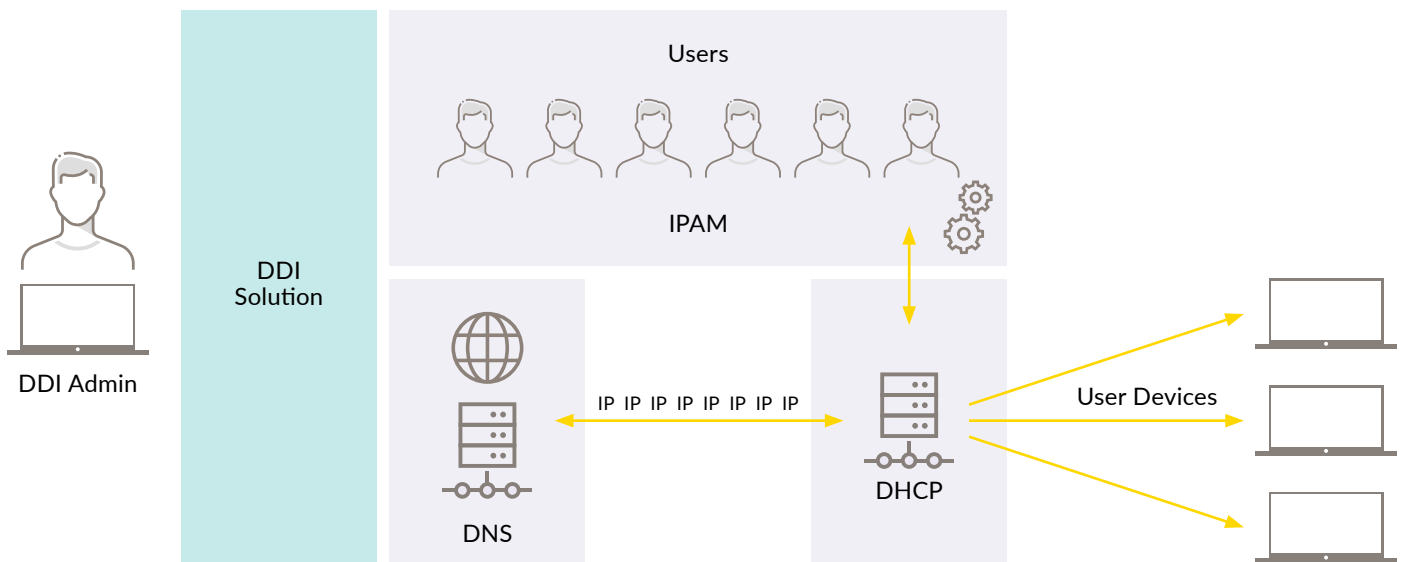 Users
IPAM
DDI
Solution
DDI Admin
IP IP IP IP IP IP IP IP
User Devices
DHCP
DNS